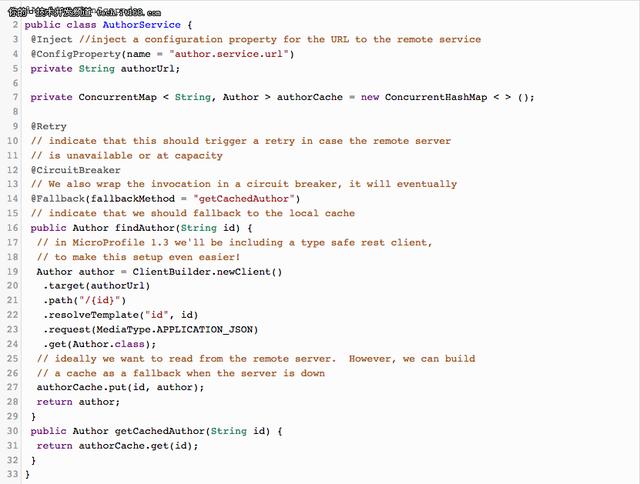 你的·技术开发频道
2 public class AuthorService {
3 @Inject //inject a configuration property for the URL to the remote service
4 @ConfigProperty(name = "author.service.url")
5 private String authorUrl;
6
7 private ConcurrentMap < String, Author > authorCache = new ConcurrentHashMap < > ();
8
9 @Retry
10 // indicate that this should trigger a retry in case the remote server
11 // is unavailable or at capacity
12 @CircuitBreaker
13 // We also wrap the invocation in a circuit breaker, it will eventually
14 @Fallback(fallbackMethod = "getCachedAuthor")
15 // indicate that we should fallback to the local cache
16 public Author findAuthor(String id) {
17 // in MicroProfile 1.3 we'll be including a type safe rest client,
18 // to make this setup even easier!
19 Author author = ClientBuilder.newClient()
20 .target(authorUrl)
21 .path("/{id}")
22 .resolveTemplate("id", id)
23 .request(MediaType.APPLICATION_JSON)
24 .get(Author.class);
25 // ideally we want to read from the remote server.  However, we can build
26 // a cache as a fallback when the server is down
27 authorCache.put(id, author);
28 return author;
29 }
30 public Author getCachedAuthor(String id) {
31 return authorCache.get(id);
32 }
33 }